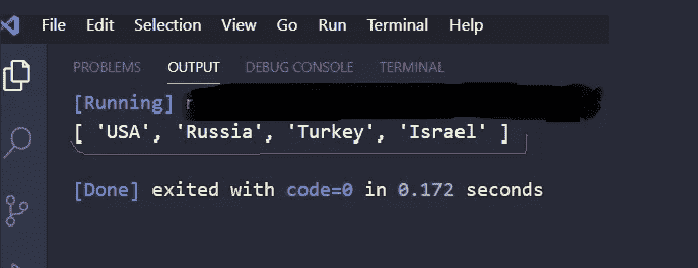 File Edit Selection View Go Run Terminal Help
PROBLEMS OUTPUT DEBUG CONSOLE TERMINAL
[Running]
[ 'USA', 'Russia', 'Turkey', 'Israel' ]
[Done] exited with code=0 in 0.172 seconds